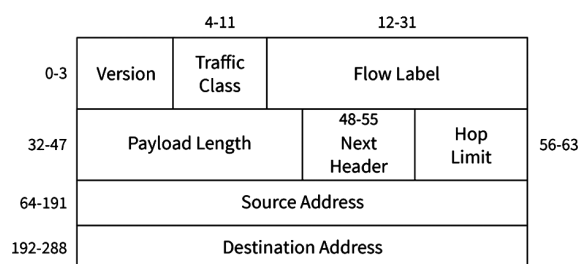 4-11 12-31
0-3 Version Traffic Class Flow Label
32-47 Payload Length 48-55 Next Header Hop Limit 56-63
64-191 Source Address
192-288 Destination Address